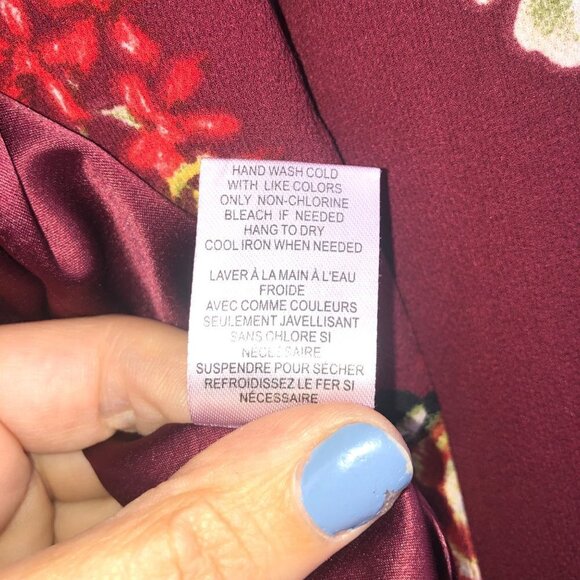 HAND WASH COLD
WITH LIKE COLORS
ONLY NON-CHLORINE
BLEACH IF NEEDED
HANG TO DRY
COOL IRON WHEN NEEDED
LAVER À LA MAIN À L'EAU
FROIDE
AVEC COMME COULEURS
SEULEMENT JAVELLISANT
SANS CHLORE SI
NÉCESSAIRE
SUSPENDRE POUR SÉCHER
REFROIDISSEZ LE FER SI
NÉCESSAIRE